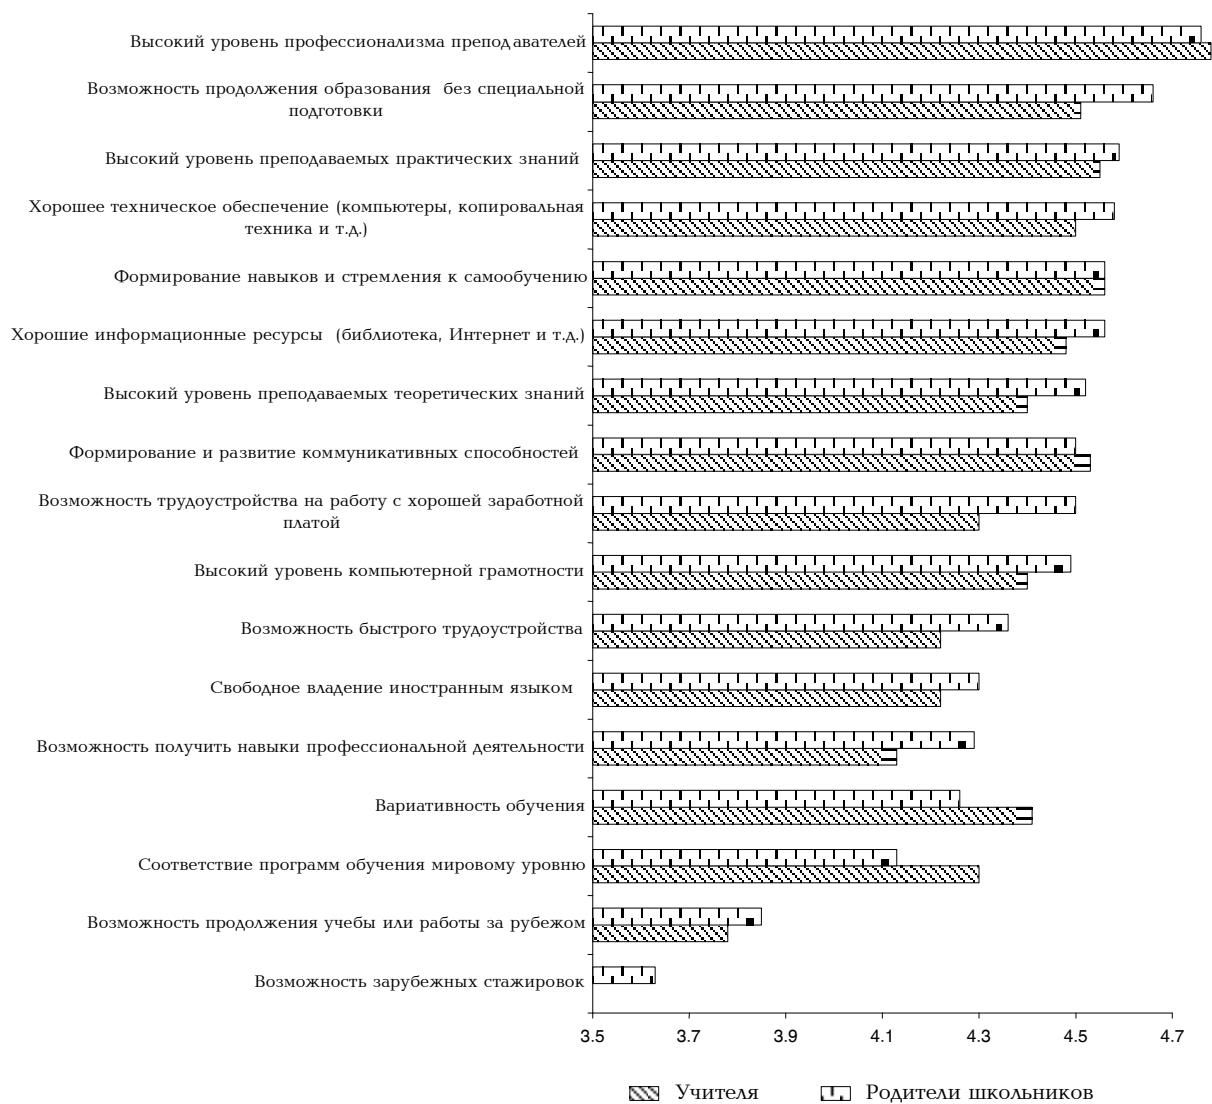 Высокий уровень профессионализма преподавателей
Возможность продолжения образования без специальной
подготовки
Высокий уровень преподаваемых практических знаний
Хорошее техническое обеспечение (компьютеры, копировальная
техника и т.д.)
Формирование навыков и стремления к самообучению
Хорошие информационные ресурсы (библиотека, Интернет и т.д.)
Высокий уровень преподаваемых теоретических знаний
Формирование и развитие коммуникативных способностей
Возможность трудоустройства на работу с хорошей заработной
платой
Высокий уровень компьютерной грамотности
Возможность быстрого трудоустройства
Свободное владение иностранным языком
Возможность получить навыки профессиональной деятельности
Вариативность обучения
Соответствие программ обучения мировому уровню
Возможность продолжения учебы или работы за рубежом
Возможность зарубежных стажировок
3.5 3.7 3.9 4.1 4.3 4.5 4.7
Учителя Родители школьников